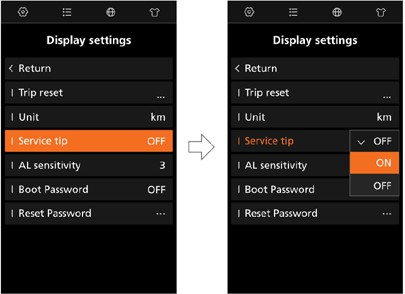 Display settings
< Return
Trip reset ...
Unit km
Service tip OFF
AL sensitivity 3
Boot Password OFF
Reset Password ...
Display settings
< Return
Trip reset ...
Unit km
Service tip OFF
AL sensitivity ON
Boot Password OFF
Reset Password ...